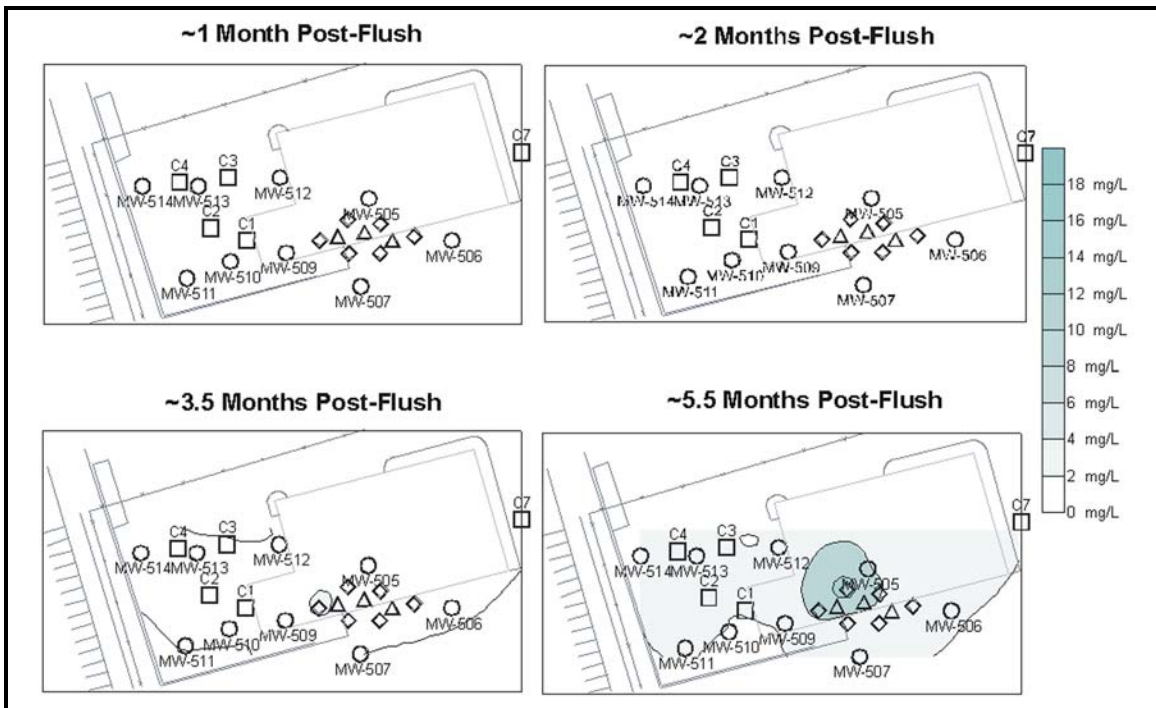 ~1 Month Post-Flush
~2 Months Post-Flush
C7
C4
C3
MW-514
MW-513
MW-512
C2
C1
MW-505
MW-511
MW-510
MW-509
MW-507
MW-506
C7
C4
C3
MW-514
MW-513
MW-512
C2
C1
MW-505
MW-511
MW-510
MW-509
MW-507
MW-506
18 mg/L
16 mg/L
14 mg/L
12 mg/L
10 mg/L
8 mg/L
6 mg/L
4 mg/L
2 mg/L
0 mg/L
~3.5 Months Post-Flush
~5.5 Months Post-Flush
C7
C4
C3
MW-514
MW-513
MW-512
C2
C1
MW-505
MW-511
MW-510
MW-509
MW-507
MW-506
C7
C4
C3
MW-514
MW-513
MW-512
C2
C1
MW-505
MW-511
MW-510
MW-509
MW-507
MW-506